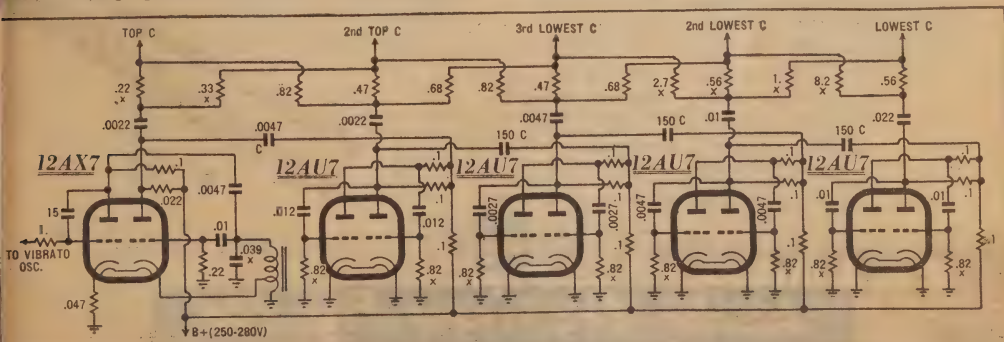 TOP C 2nd TOP C 3rd LOWEST C 2nd LOWEST C LOWEST C
.22 x .33 x .82 .47 .68 .82 .47 .68 2.7 x .56 x 1. x 8.2 x .56
.0022 .0047 C .0022 150 C .0047 150 C .01 150 C .022
12AX7 12AU7 12AU7 12AU7 12AU7
.1 .022 .0047 .1 .1 .1 .1
15 .012 .012 .1 .0027 .0027 .1 .0047 .0047 .1 .01 .01
1. .01 .1 .1 .1 .1
TO VIBRATO
OSC.
.22 .039 x .82 x .82 x .82 x .82 x .82 x .82 x .82 x .82 x
.047
B+(250-280V)